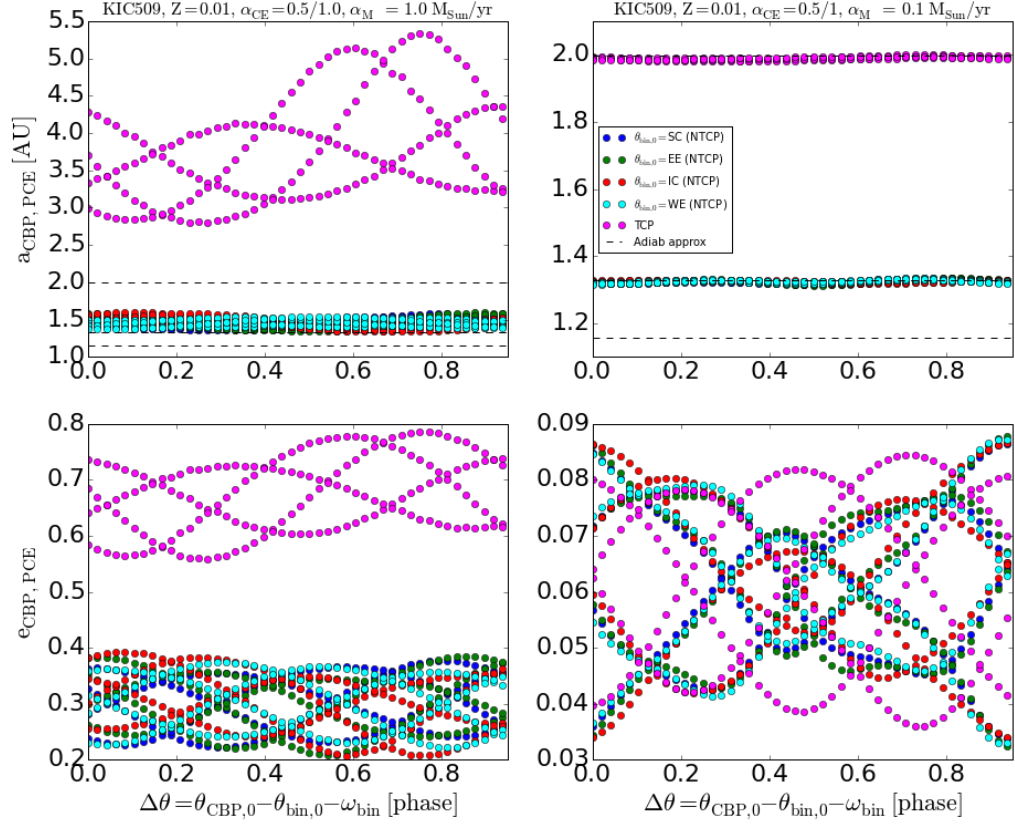 KIC509, Z=0.01, α_CE=0.5/1.0, α_M = 1.0 M_Sun/yr
KIC509, Z=0.01, α_CE=0.5/1, α_M = 0.1 M_Sun/yr
a_CBP,PCE [AU]
5.5
5.0
4.5
4.0
3.5
3.0
2.5
2.0
1.5
1.0
0.0 0.2 0.4 0.6 0.8
2.0
1.8
1.6
1.4
1.2
0.0 0.2 0.4 0.6 0.8
θ_bin,0=SC (NTCP)
θ_bin,0=EE (NTCP)
θ_bin,0=IC (NTCP)
θ_bin,0=WE (NTCP)
TCP
Adiab approx
e_CBP,PCE
0.8
0.7
0.6
0.5
0.4
0.3
0.2
0.0 0.2 0.4 0.6 0.8
Δθ=θ_CBP,0−θ_bin,0−ω_bin [phase]
0.09
0.08
0.07
0.06
0.05
0.04
0.03
0.0 0.2 0.4 0.6 0.8
Δθ=θ_CBP,0−θ_bin,0−ω_bin [phase]